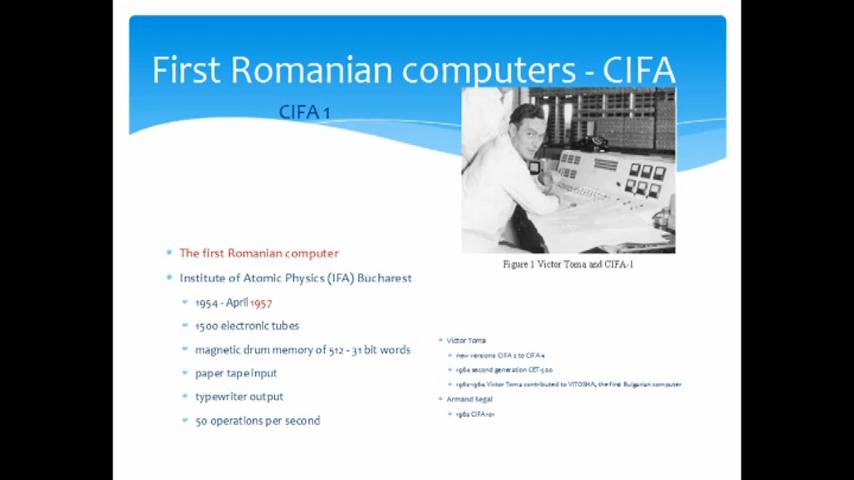 First Romanian computers - CIFA
CIFA 1
Figure 1 Victor Toma and CIFA-1
The first Romanian computer
Institute of Atomic Physics (IFA) Bucharest
1954 - April 1957
1500 electronic tubes
magnetic drum memory of 512 - 31 bit words
paper tape input
typewriter output
50 operations per second
Victor Toma
new versions CIFA 2 to CIFA 4
1964 second generation CET-500
Victor Toma contributed to VITOSHA, the first Bulgarian computer
Armand Segal
1962 CIFA